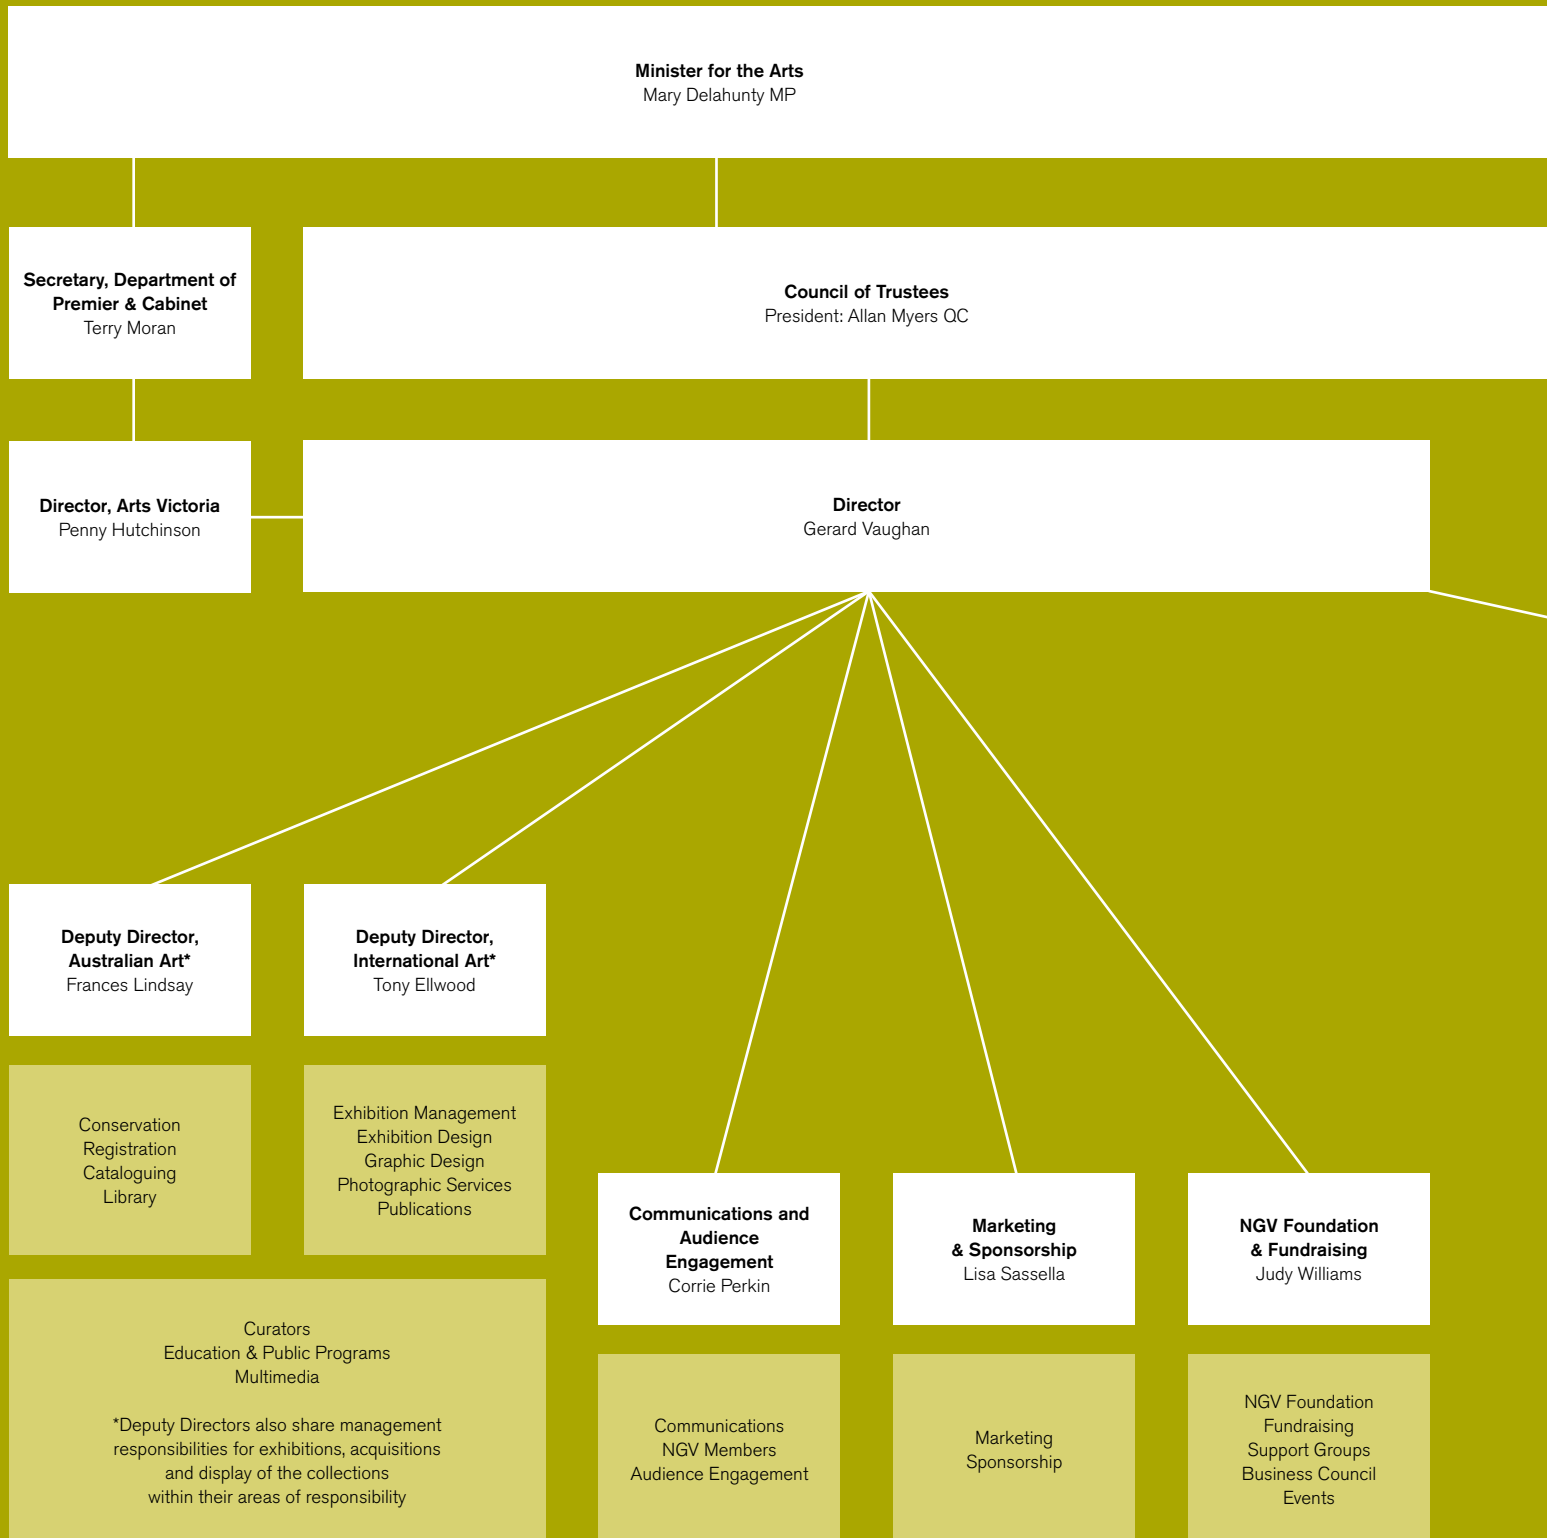 Minister for the Arts
Mary Delahunty MP
Secretary, Department of
Premier & Cabinet
Terry Moran
Council of Trustees
President: Allan Myers QC
Director, Arts Victoria
Penny Hutchinson
Director
Gerard Vaughan
Deputy Director,
Australian Art*
Frances Lindsay
Deputy Director,
International Art*
Tony Ellwood
Conservation
Registration
Cataloguing
Library
Exhibition Management
Exhibition Design
Graphic Design
Photographic Services
Publications
Communications and
Audience
Engagement
Corrie Perkin
Marketing
& Sponsorship
Lisa Sassella
NGV Foundation
& Fundraising
Judy Williams
Curators
Education & Public Programs
Multimedia
*Deputy Directors also share management
responsibilities for exhibitions, acquisitions
and display of the collections
within their areas of responsibility
Communications
NGV Members
Audience Engagement
Marketing
Sponsorship
NGV Foundation
Fundraising
Support Groups
Business Council
Events